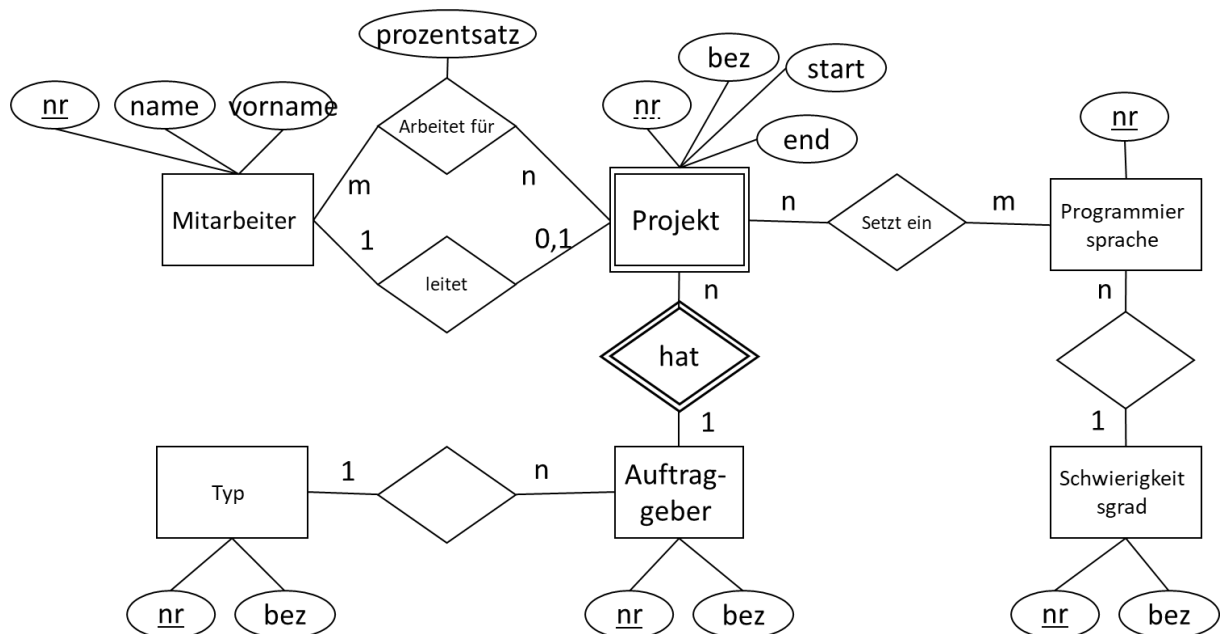 prozentsatz
bez
start
nr
name
vorname
nr
nr
Arbeitet für
end
m
n
n
m
Mitarbeiter
Projekt
Setzt ein
Programmier
sprache
1
0,1
leitet
n
n
hat
1
1
1
n
Typ
Auftrag-
geber
Schwierigkeit
sgrad
nr
bez
nr
bez
nr
bez